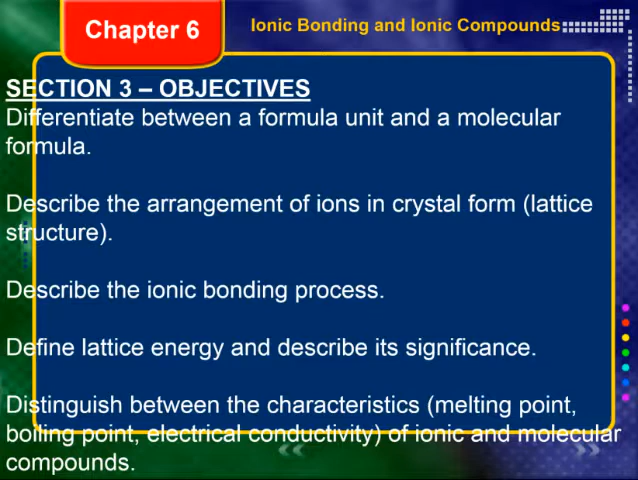 Chapter 6
Ionic Bonding and Ionic Compounds
SECTION 3 – OBJECTIVES
Differentiate between a formula unit and a molecular
formula.
Describe the arrangement of ions in crystal form (lattice
structure).
Describe the ionic bonding process.
Define lattice energy and describe its significance.
Distinguish between the characteristics (melting point,
boiling point, electrical conductivity) of ionic and molecular
compounds.